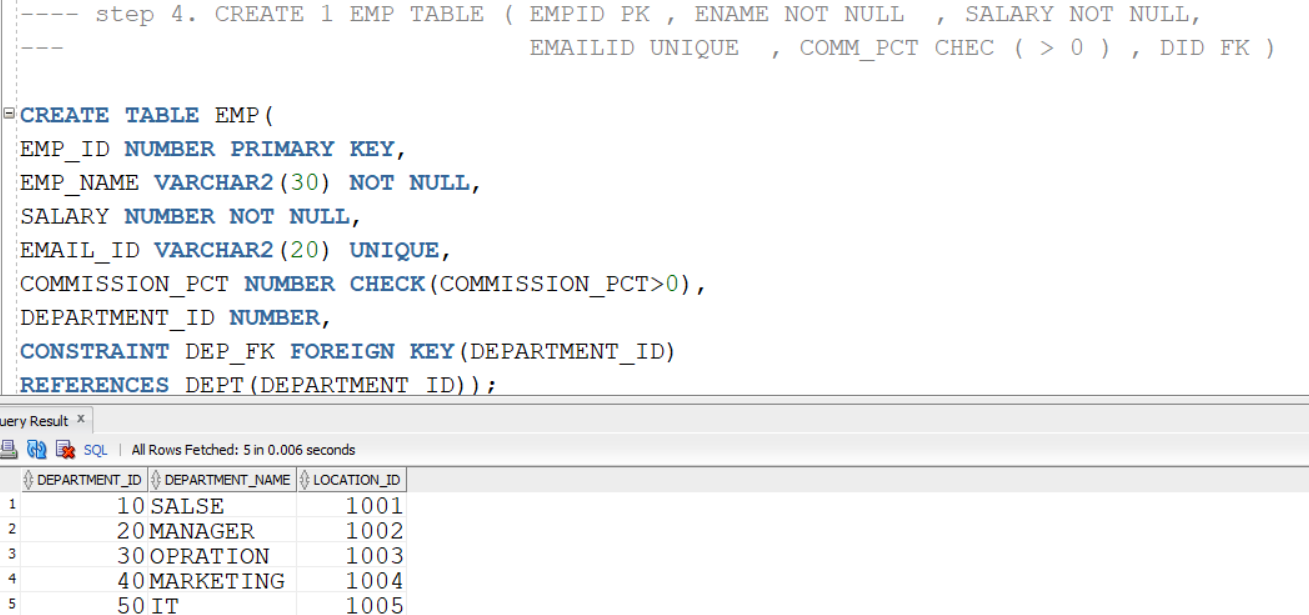 ---- step 4. CREATE 1 EMP TABLE ( EMPID PK , ENAME NOT NULL  , SALARY NOT NULL,
---                               EMAILID UNIQUE  , COMM_PCT CHEC ( > 0 ) , DID FK )
CREATE TABLE EMP(
EMP_ID NUMBER PRIMARY KEY,
EMP_NAME VARCHAR2(30) NOT NULL,
SALARY NUMBER NOT NULL,
EMAIL_ID VARCHAR2(20) UNIQUE,
COMMISSION_PCT NUMBER CHECK(COMMISSION_PCT>0),
DEPARTMENT_ID NUMBER,
CONSTRAINT DEP_FK FOREIGN KEY(DEPARTMENT_ID)
REFERENCES DEPT(DEPARTMENT_ID));
uery Result x
SQL | All Rows Fetched: 5 in 0.006 seconds
DEPARTMENT_ID DEPARTMENT_NAME LOCATION_ID
1 10 SALSE 1001
2 20 MANAGER 1002
3 30 OPRATION 1003
4 40 MARKETING 1004
5 50 IT 1005